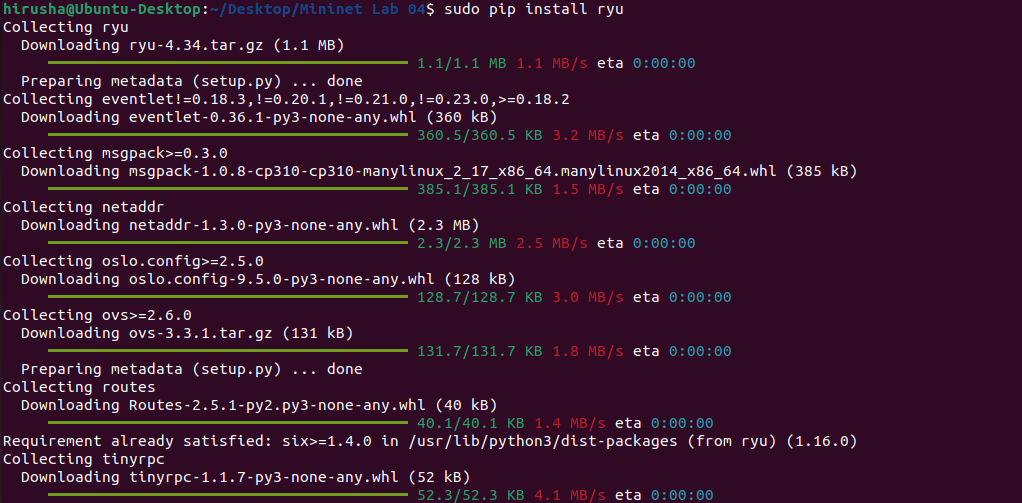 hirusha@Ubuntu-Desktop:~/Desktop/Mininet Lab 04$ sudo pip install ryu
Collecting ryu
  Downloading ryu-4.34.tar.gz (1.1 MB)
     1.1/1.1 MB 1.1 MB/s eta 0:00:00
  Preparing metadata (setup.py) ... done
Collecting eventlet!=0.18.3,!=0.20.1,!=0.21.0,!=0.23.0,>=0.18.2
  Downloading eventlet-0.36.1-py3-none-any.whl (360 kB)
     360.5/360.5 KB 3.2 MB/s eta 0:00:00
Collecting msgpack>=0.3.0
  Downloading msgpack-1.0.8-cp310-cp310-manylinux_2_17_x86_64.manylinux2014_x86_64.whl (385 kB)
     385.1/385.1 KB 1.5 MB/s eta 0:00:00
Collecting netaddr
  Downloading netaddr-1.3.0-py3-none-any.whl (2.3 MB)
     2.3/2.3 MB 2.5 MB/s eta 0:00:00
Collecting oslo.config>=2.5.0
  Downloading oslo.config-9.5.0-py3-none-any.whl (128 kB)
     128.7/128.7 KB 3.0 MB/s eta 0:00:00
Collecting ovs>=2.6.0
  Downloading ovs-3.3.1.tar.gz (131 kB)
     131.7/131.7 KB 1.8 MB/s eta 0:00:00
  Preparing metadata (setup.py) ... done
Collecting routes
  Downloading Routes-2.5.1-py2.py3-none-any.whl (40 kB)
     40.1/40.1 KB 1.4 MB/s eta 0:00:00
Requirement already satisfied: six>=1.4.0 in /usr/lib/python3/dist-packages (from ryu) (1.16.0)
Collecting tinyrpc
  Downloading tinyrpc-1.1.7-py3-none-any.whl (52 kB)
     52.3/52.3 KB 4.1 MB/s eta 0:00:00